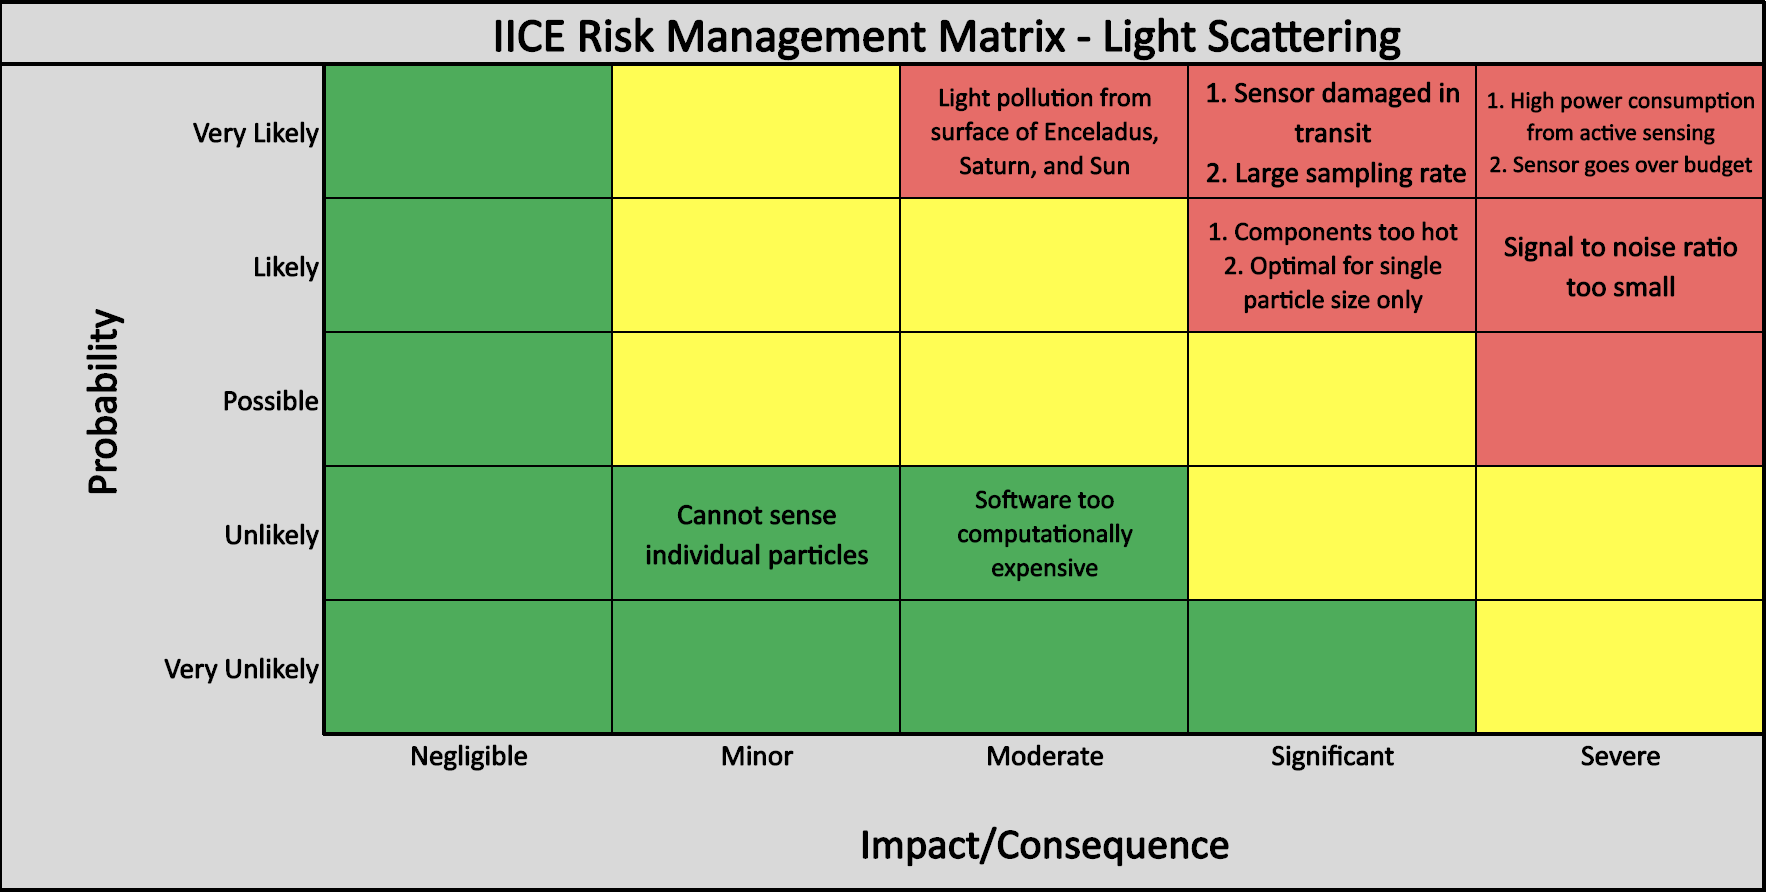 IICE Risk Management Matrix - Light Scattering
Probability
Very Likely
Light pollution from
surface of Enceladus,
Saturn, and Sun
1. Sensor damaged in
transit
2. Large sampling rate
1. High power consumption
from active sensing
2. Sensor goes over budget
Likely
1. Components too hot
2. Optimal for single
particle size only
Signal to noise ratio
too small
Possible
Unlikely
Cannot sense
individual particles
Software too
computationally
expensive
Very Unlikely
Negligible
Minor
Moderate
Significant
Severe
Impact/Consequence